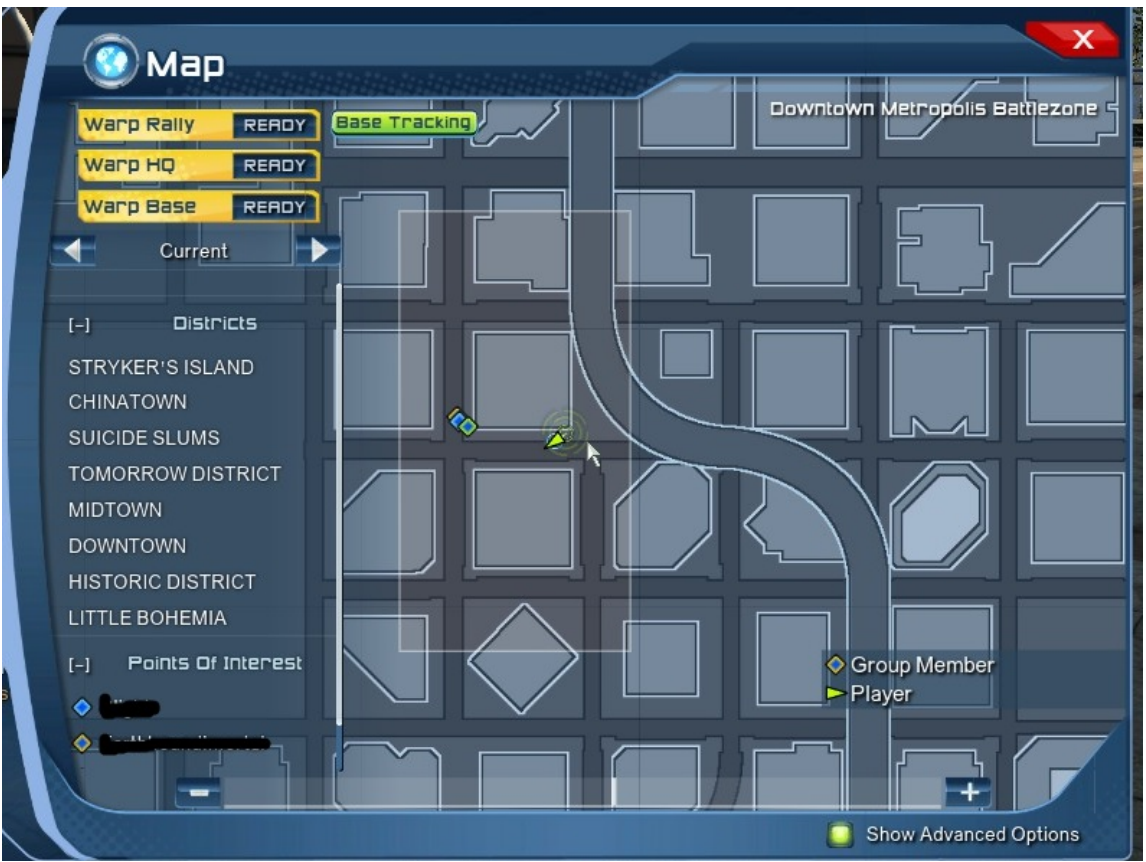 Map
X
Warp Rally READY
Base Tracking
Downtown Metropolis Battlezone
Warp HQ READY
Warp Base READY
Current
[-] Districts
STRYKER'S ISLAND
CHINATOWN
SUICIDE SLUMS
TOMORROW DISTRICT
MIDTOWN
DOWNTOWN
HISTORIC DISTRICT
LITTLE BOHEMIA
[-] Points Of Interest
Group Member
Player
Show Advanced Options